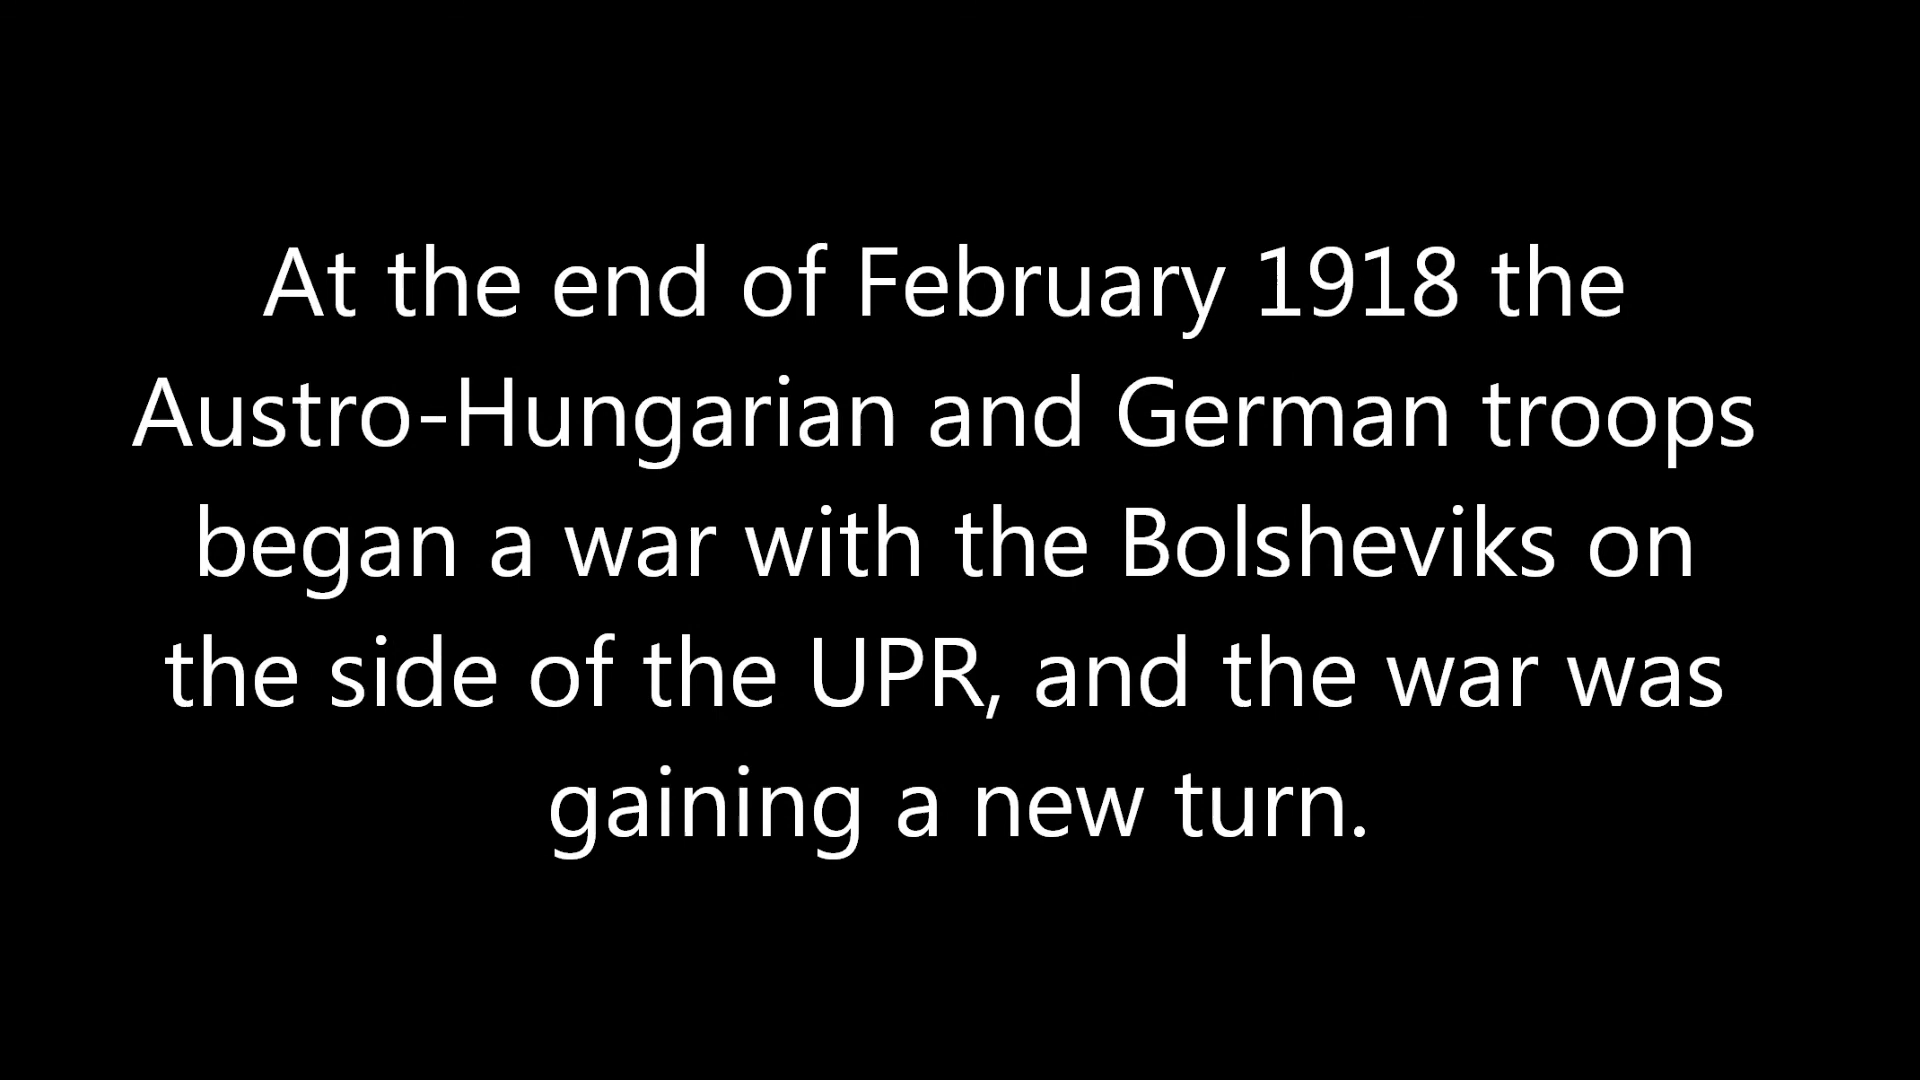 At the end of February 1918 the
Austro-Hungarian and German troops
began a war with the Bolsheviks on
the side of the UPR, and the war was
gaining a new turn.